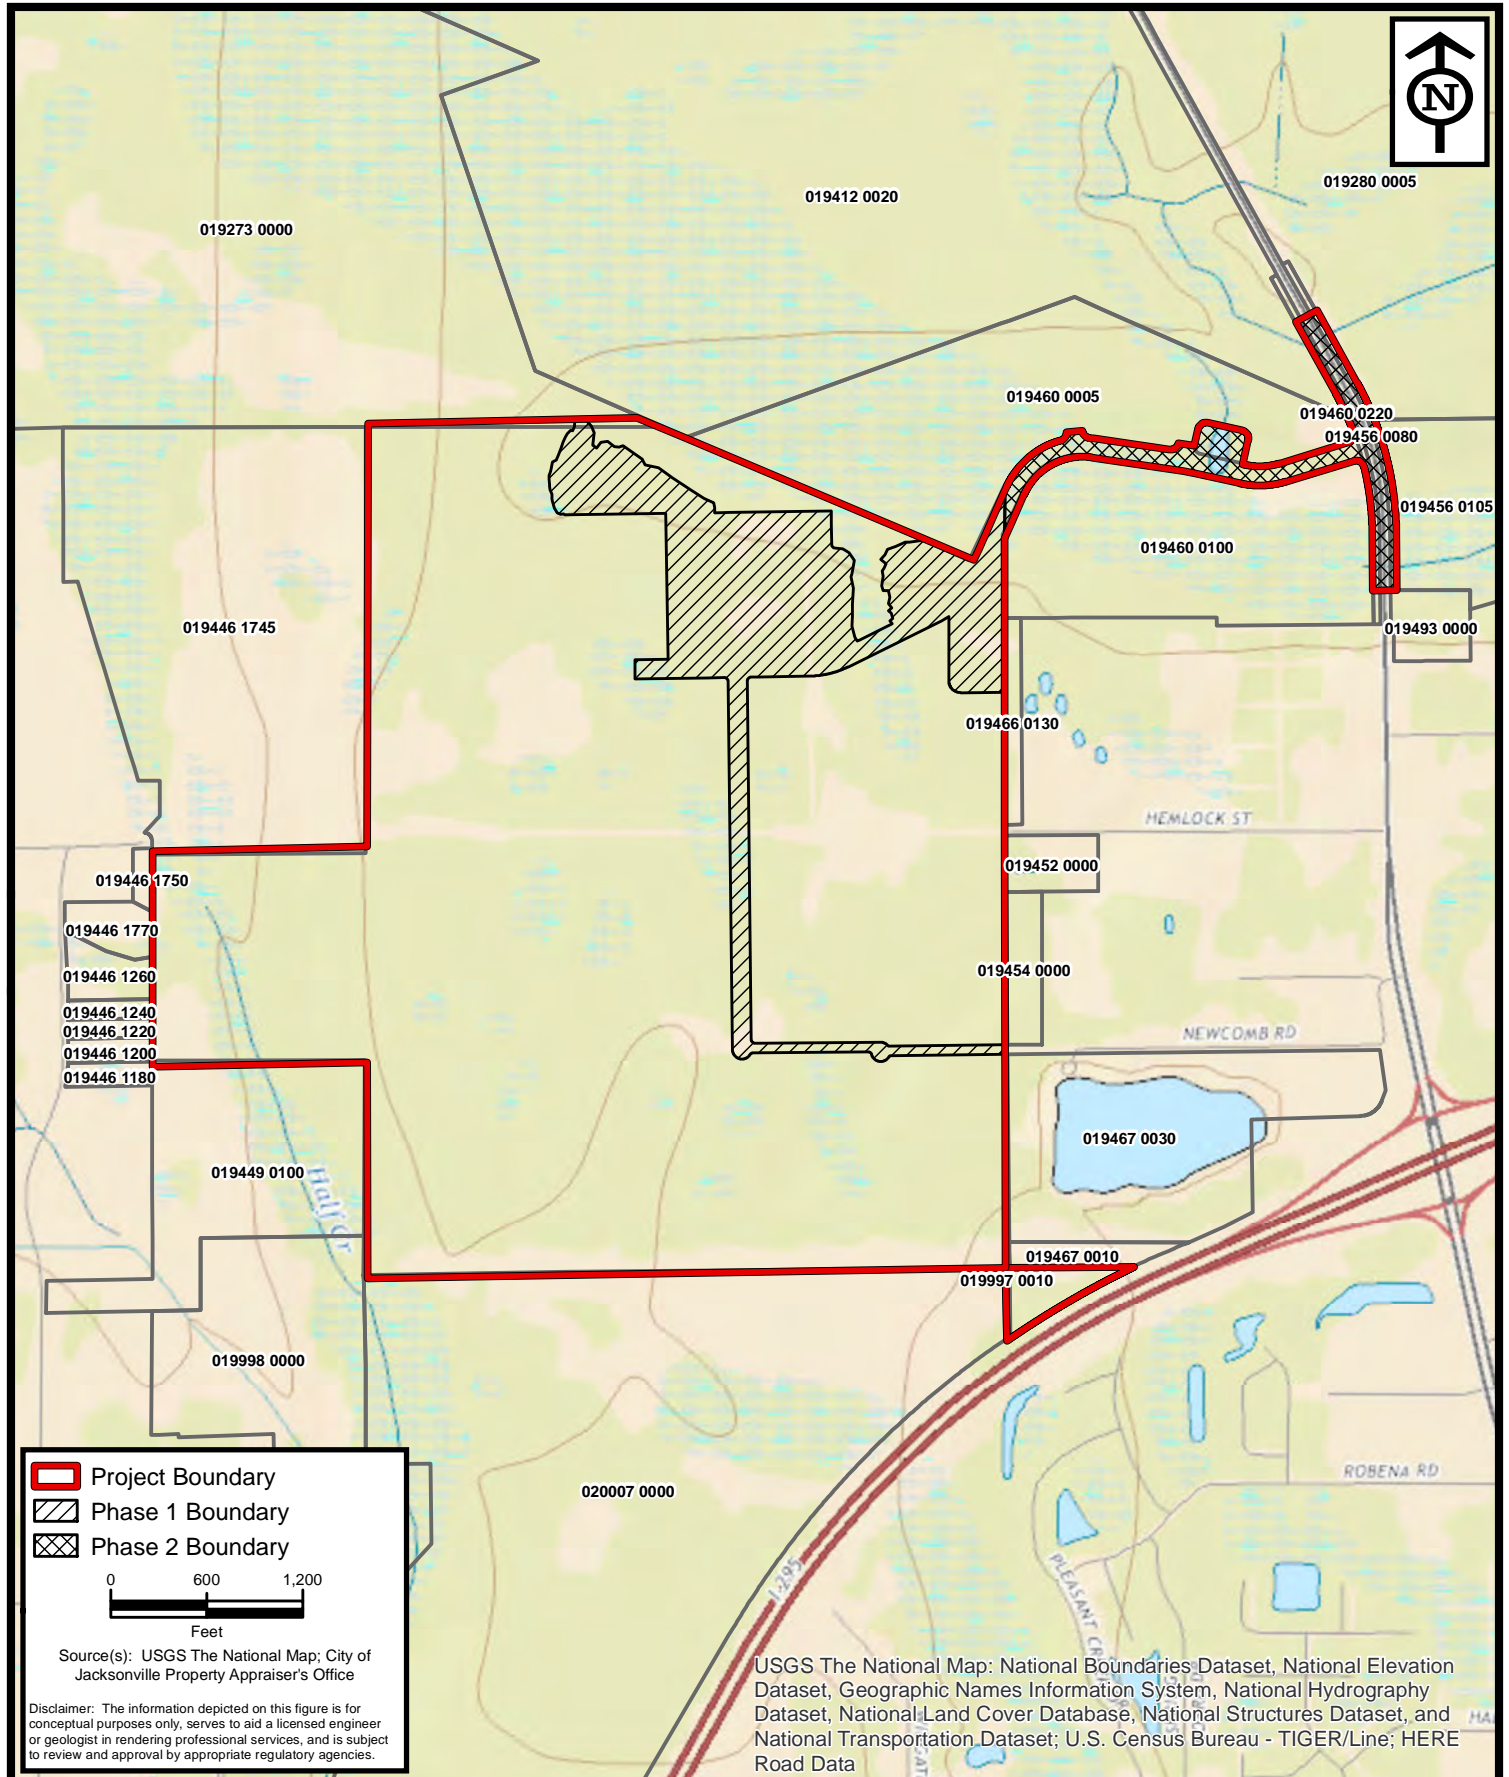 N
019280 0005
019412 0020
019273 0000
019460 0005
019460 0220
019456 0080
019456 0105
019460 0100
019446 1745
019493 0000
019466 0130
HEMLOCK ST
019452 0000
019446 1750
019446 1770
019454 0000
019446 1260
019446 1240
019446 1220
NEWCOMB RD
019446 1200
019446 1180
019467 0030
019449 0100
Half Cr
019467 0010
019997 0010
019998 0000
ROBENA RD
020007 0000
I-295
Project Boundary
Phase 1 Boundary
Phase 2 Boundary
0 600 1,200
Feet
Source(s): USGS The National Map; City of
Jacksonville Property Appraiser's Office
Disclaimer: The information depicted on this figure is for
conceptual purposes only, serves to aid a licensed engineer
or geologist in rendering professional services, and is subject
to review and approval by appropriate regulatory agencies.
PLEASANT
USGS The National Map: National Boundaries Dataset, National Elevation
Dataset, Geographic Names Information System, National Hydrography
Dataset, National Land Cover Database, National Structures Dataset, and
National Transportation Dataset; U.S. Census Bureau - TIGER/Line; HERE
Road Data